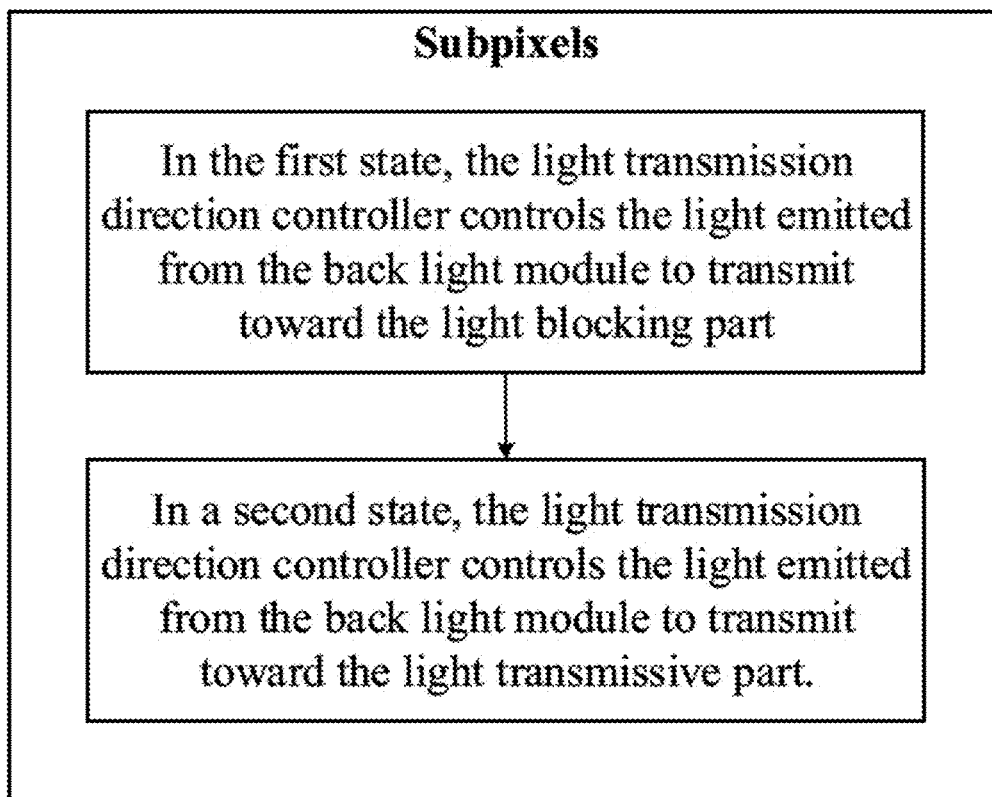 Subpixels
In the first state, the light transmission
direction controller controls the light emitted
from the back light module to transmit
toward the light blocking part
In a second state, the light transmission
direction controller controls the light emitted
from the back light module to transmit
toward the light transmissive part.